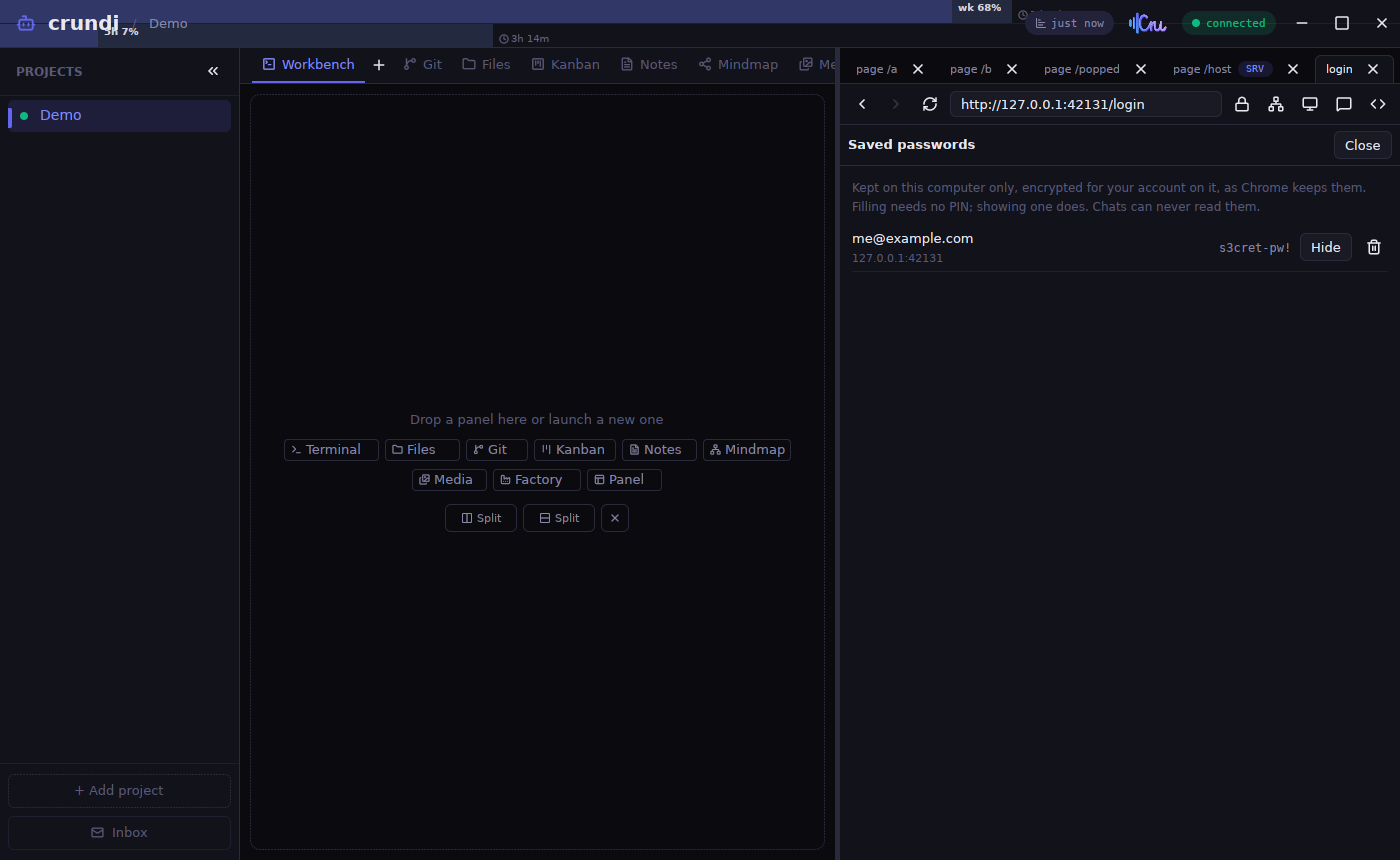 crundi / Demo
5h 7%
3h 14m
wk 68%
just now
connected
PROJECTS
Demo
+ Add project
Inbox
Workbench
Git
Files
Kanban
Notes
Mindmap
Me
Drop a panel here or launch a new one
Terminal
Files
Git
Kanban
Notes
Mindmap
Media
Factory
Panel
Split
Split
page /a
page /b
page /popped
page /host SRV
login
http://127.0.0.1:42131/login
Saved passwords
Close
Kept on this computer only, encrypted for your account on it, as Chrome keeps them.
Filling needs no PIN; showing one does. Chats can never read them.
me@example.com
127.0.0.1:42131
s3cret-pw!
Hide